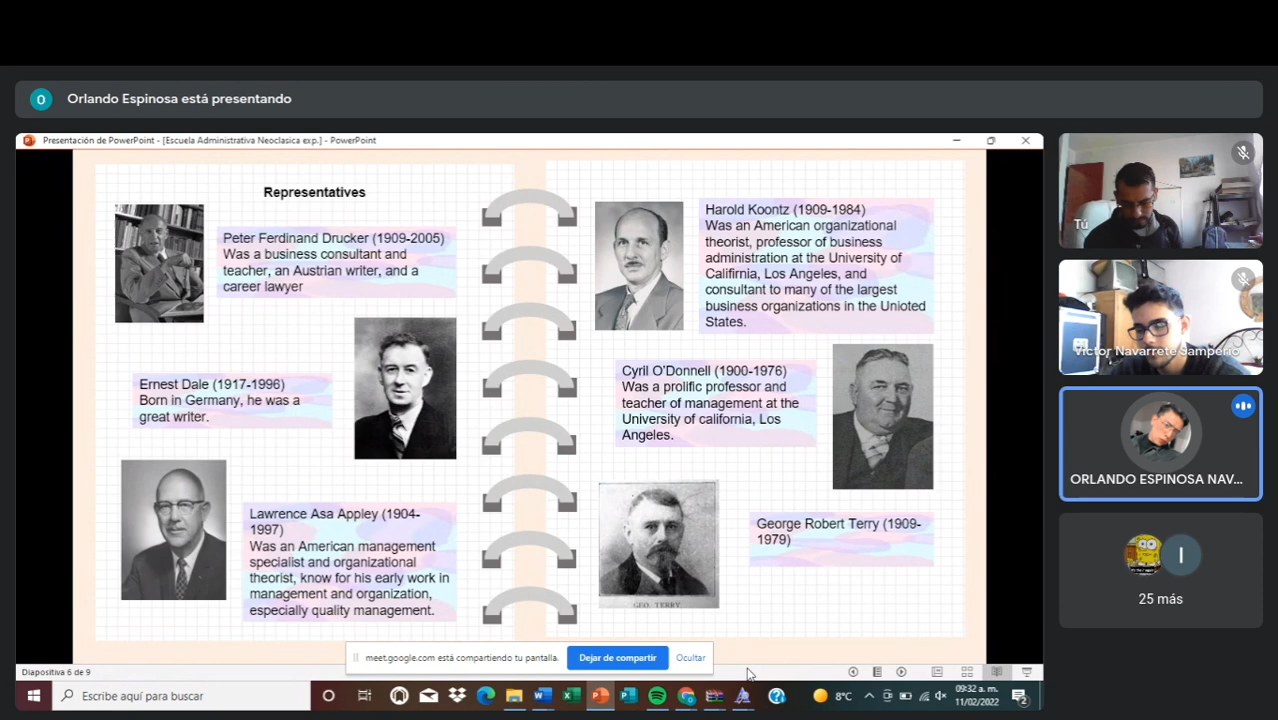 O
Orlando Espinosa está presentando
Presentación de PowerPoint - [Escuela Administrativa Neoclasica exp.] - PowerPoint
Representatives
Peter Ferdinand Drucker (1909-2005)
Was a business consultant and
teacher, an Austrian writer, and a
career lawyer
Ernest Dale (1917-1996)
Born in Germany, he was a
great writer.
Lawrence Asa Appley (1904-
1997)
Was an American management
specialist and organizational
theorist, know for his early work in
management and organization,
especially quality management.
Harold Koontz (1909-1984)
Was an American organizational
theorist, professor of business
administration at the University of
Califirnia, Los Angeles, and
consultant to many of the largest
business organizations in the Unioted
States.
Cyril O'Donnell (1900-1976)
Was a prolific professor and
teacher of management at the
University of california, Los
Angeles.
George Robert Terry (1909-
1979)
GEO. TERRY
Tú
Victor Navarrete Samperio
ORLANDO ESPINOSA NAV...
I
25 más
meet.google.com está compartiendo tu pantalla.
Dejar de compartir
Ocultar
Diapositiva 6 de 9
Escribe aquí para buscar
8°C
09:32 a. m.
11/02/2022
2